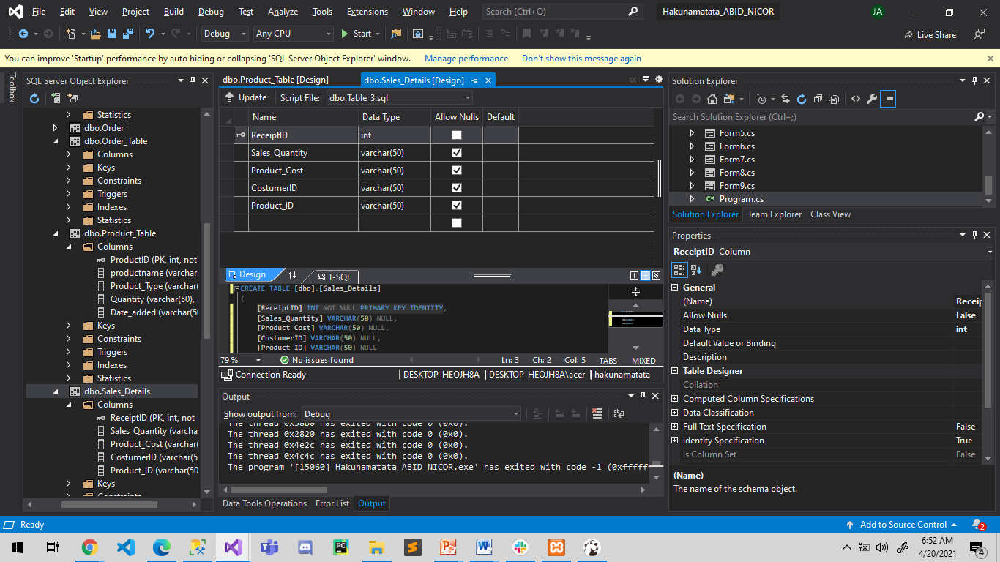 File Edit View Project Build Debug Test Analyze Tools Extensions Window Help Search (Ctrl+Q) Hakunamatata_ABID_NICOR JA
Debug Any CPU Start Live Share
You can improve 'Startup' performance by auto hiding or collapsing 'SQL Server Object Explorer' window. Manage performance Don't show this message again
Toolbox
SQL Server Object Explorer
Statistics
dbo.Order
dbo.Order_Table
Columns
Keys
Constraints
Triggers
Indexes
Statistics
dbo.Product_Table
Columns
ProductID (PK, int, not
productname (varchar
Product_Type (varchar(
Quantity (varchar(50),
Date_added (varchar(5
Keys
Constraints
Triggers
Indexes
Statistics
dbo.Sales_Details
Columns
ReceiptID (PK, int, not
Sales_Quantity (varcha
Product_Cost (varchar(
CostumerID (varchar(5
Product_ID (varchar(50
Keys
dbo.Product_Table [Design] dbo.Sales_Details [Design]
Update Script File: dbo.Table_3.sql
Name Data Type Allow Nulls Default
ReceiptID int
Sales_Quantity varchar(50)
Product_Cost varchar(50)
CostumerID varchar(50)
Product_ID varchar(50)
Design T-SQL
CREATE TABLE [dbo].[Sales_Details]
(
[ReceiptID] INT NOT NULL PRIMARY KEY IDENTITY,
[Sales_Quantity] VARCHAR(50) NULL,
[Product_Cost] VARCHAR(50) NULL,
[CostumerID] VARCHAR(50) NULL,
[Product_ID] VARCHAR(50) NULL
79 % No issues found Ln: 3 Ch: 2 Col: 5 TABS MIXED
Connection Ready DESKTOP-HEOJH8A DESKTOP-HEOJH8A\acer hakunamatata
Output
Show output from: Debug
The thread 0x58b0 has exited with code 0 (0x0).
The thread 0x2820 has exited with code 0 (0x0).
The thread 0x4e2c has exited with code 0 (0x0).
The thread 0x4c4c has exited with code 0 (0x0).
The program '[15060] Hakunamatata_ABID_NICOR.exe' has exited with code -1 (0xffffff
Data Tools Operations Error List Output
Solution Explorer
Search Solution Explorer (Ctrl+;)
Form5.cs
Form6.cs
Form7.cs
Form8.cs
Form9.cs
C# Program.cs
Solution Explorer Team Explorer Class View
Properties
ReceiptID Column
General
(Name) Receip
Allow Nulls False
Data Type int
Default Value or Binding
Description
Table Designer
Collation
Computed Column Specifications
Data Classification
Full Text Specification False
Identity Specification True
Is Column Set False
(Name)
The name of the schema object.
Ready Add to Source Control 2
6:52 AM
4/20/2021
4